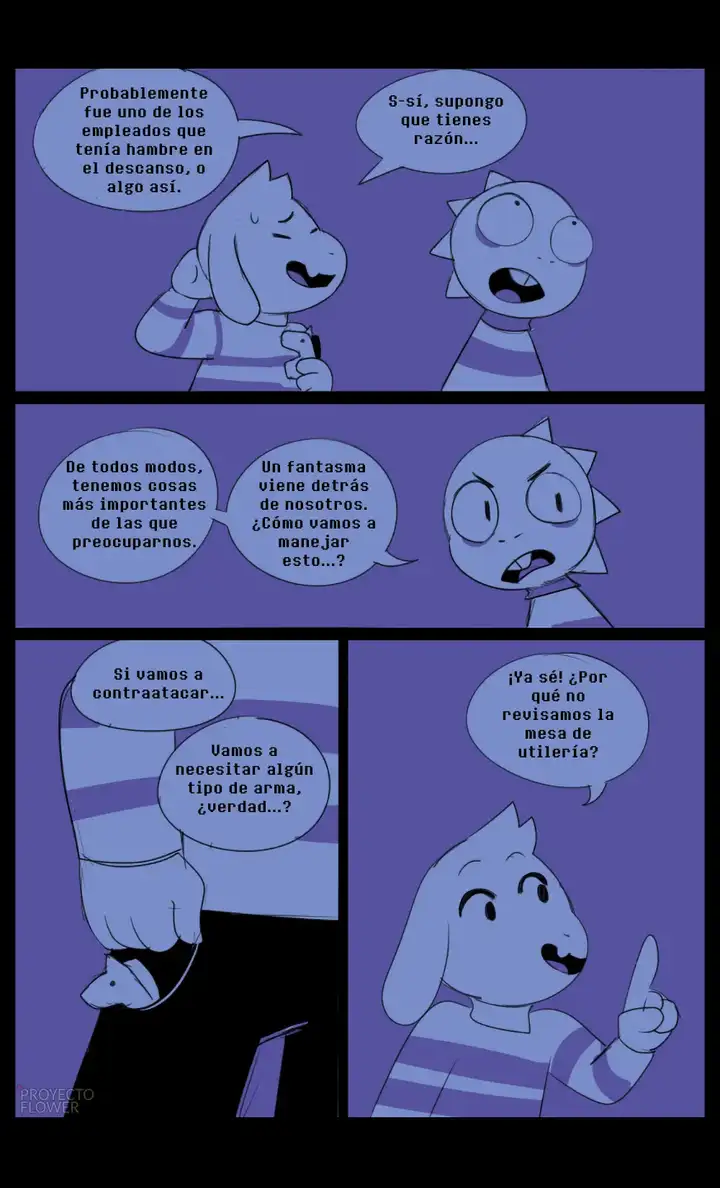 Probablemente
fue uno de los
empleados que
tenía hambre en
el descanso, o
algo así.
S-sí, supongo
que tienes
razón...
De todos modos,
tenemos cosas
más importantes
de las que
preocuparnos.
Un fantasma
viene detrás
de nosotros.
¿Cómo vamos a
manejar
esto...?
Si vamos a
contraatacar...
Vamos a
necesitar algún
tipo de arma,
¿verdad...?
¡Ya sé! ¿Por
qué no
revisamos la
mesa de
utilería?
PROYECTO
FLOWER